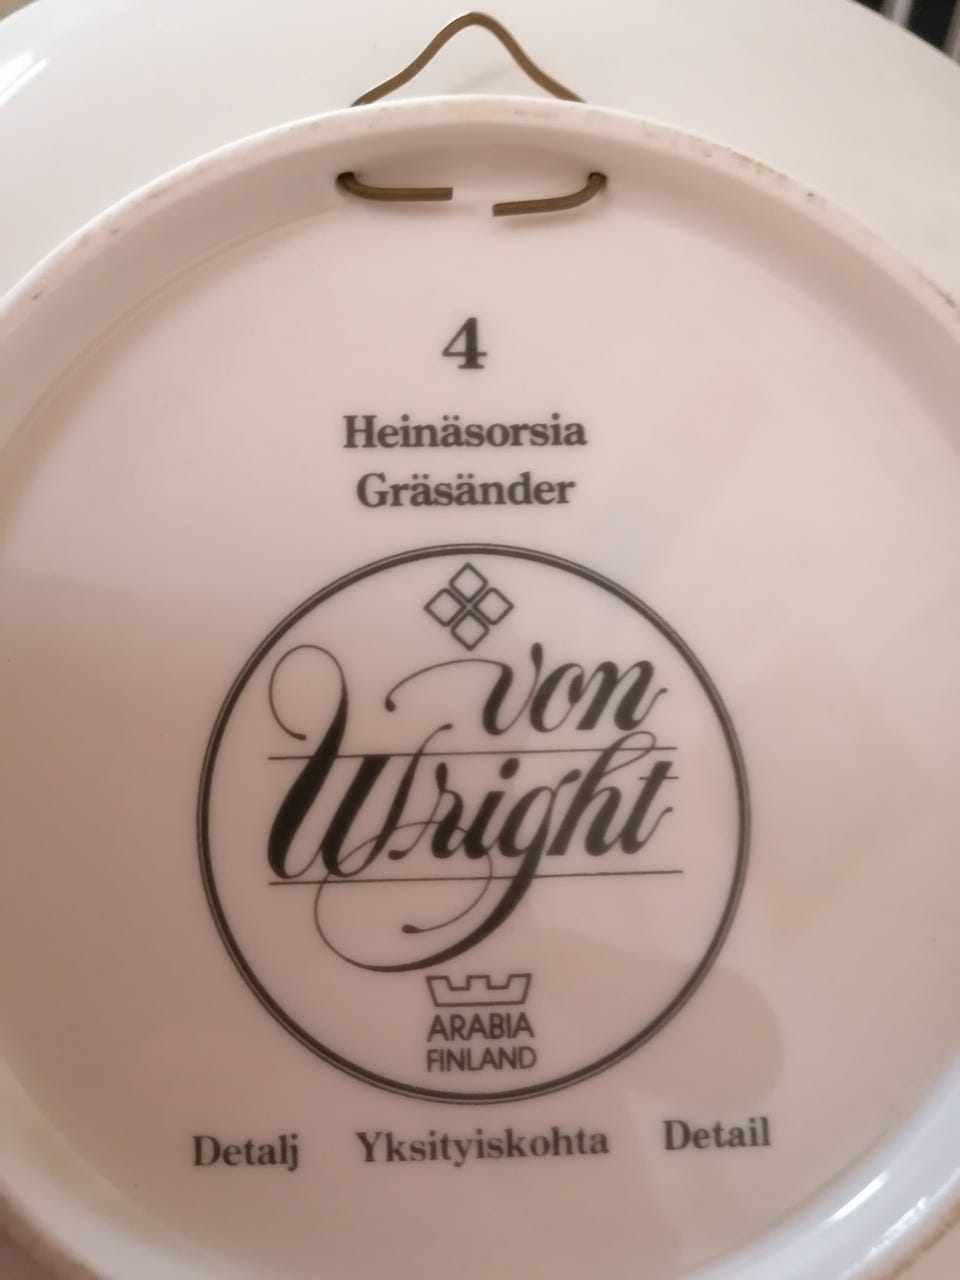 4
Heinäsorsia
Gräsänder
von
Wright
ARABIA
FINLAND
Detalj Yksityiskohta Detail